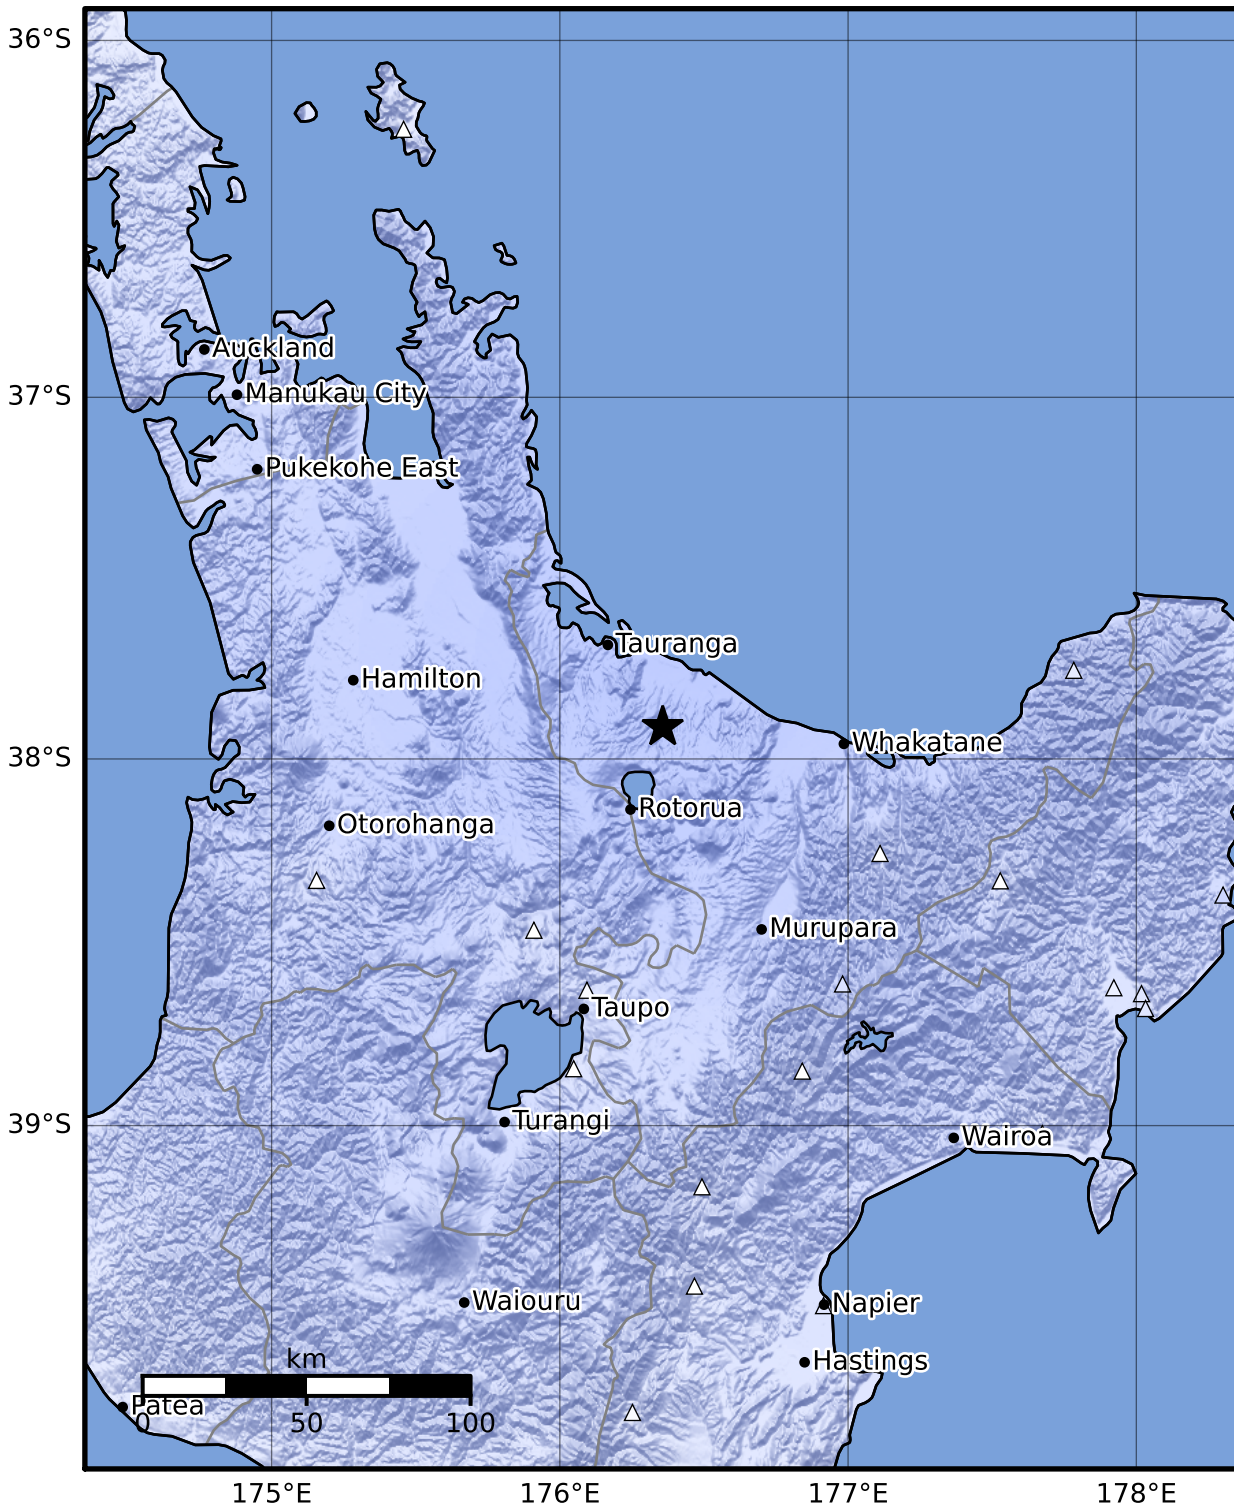 36°S
Auckland
37°S
Manukau City
Pukekohe East
Tauranga
Hamilton
Whakatane
38°S
Rotorua
Otorohanga
Murupara
Taupo
Turangi
39°S
Wairoa
Waiouru
Napier
Hastings
km
Patea
0
50
100
175°E
176°E
177°E
178°E